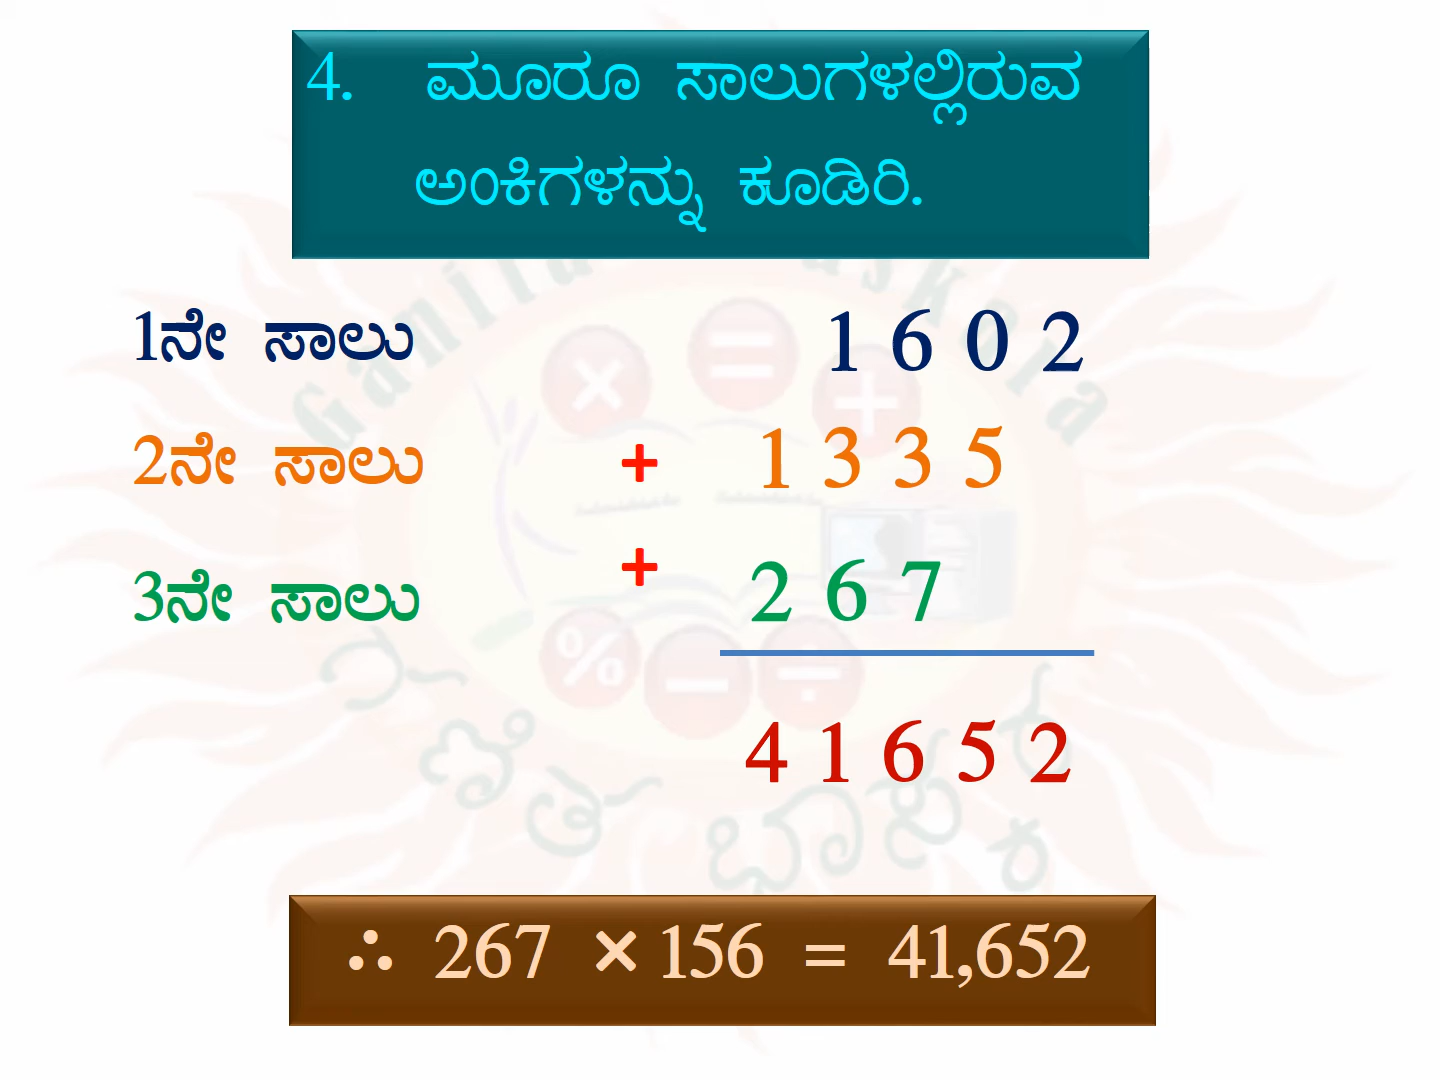 4. ಮೂರೂ ಸಾಲುಗಳಲ್ಲಿರುವ
ಅಂಕಿಗಳನ್ನು ಕೂಡಿರಿ.
1ನೇ ಸಾಲು 1 6 0 2
2ನೇ ಸಾಲು + 1 3 3 5
3ನೇ ಸಾಲು + 2 6 7
4 1 6 5 2
∴ 267 × 156 = 41,652